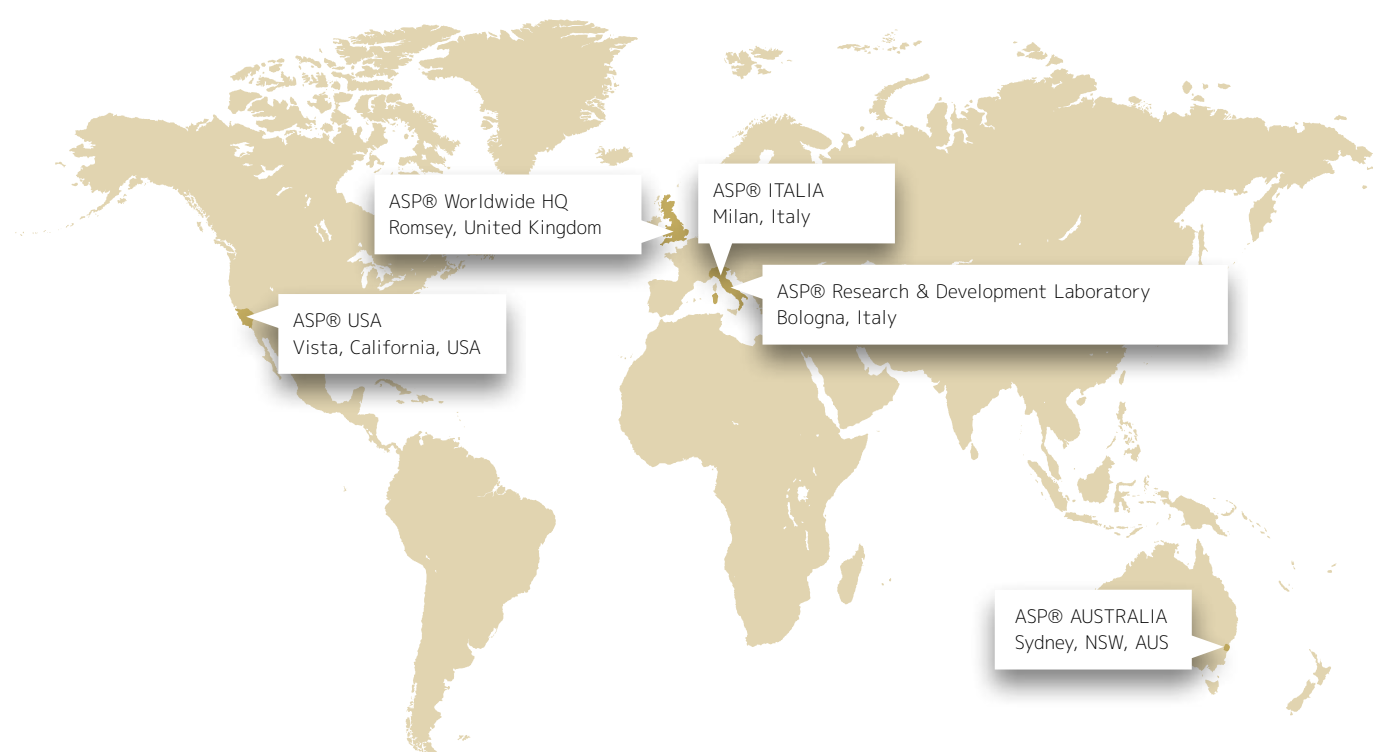 ASP® Worldwide HQ
Romsey, United Kingdom
ASP® ITALIA
Milan, Italy
ASP® Research & Development Laboratory
Bologna, Italy
ASP® USA
Vista, California, USA
ASP® AUSTRALIA
Sydney, NSW, AUS